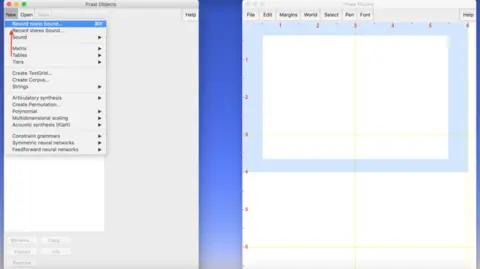 Praat Objects
New Open Save Help
Record mono Sound... ⌘R
Record stereo Sound...
Sound
Matrix
Tables
Tiers
Create TextGrid...
Create Corpus...
Strings
Articulatory synthesis
Create Permutation...
Polynomial
Multidimensional scaling
Acoustic synthesis (Klatt)
Constraint grammars
Symmetric neural networks
Feedforward neural networks
Rename... Copy...
Inspect Info
Remove
Praat Picture
File Edit Margins World Select Pen Font Help
1 2 3 4 5 6
1
2
3
4
5
6